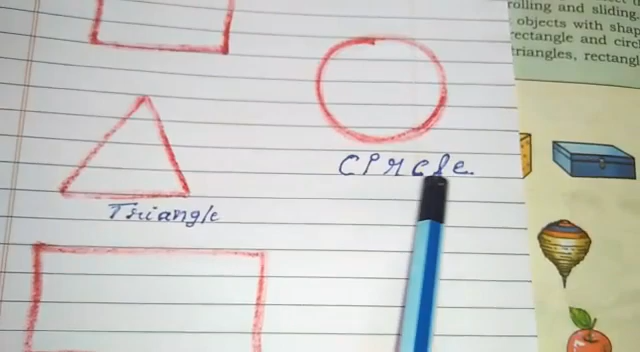 rolling and sliding.
objects with shap
rectangle and circ
triangles, rectangl
Circle
Triangle